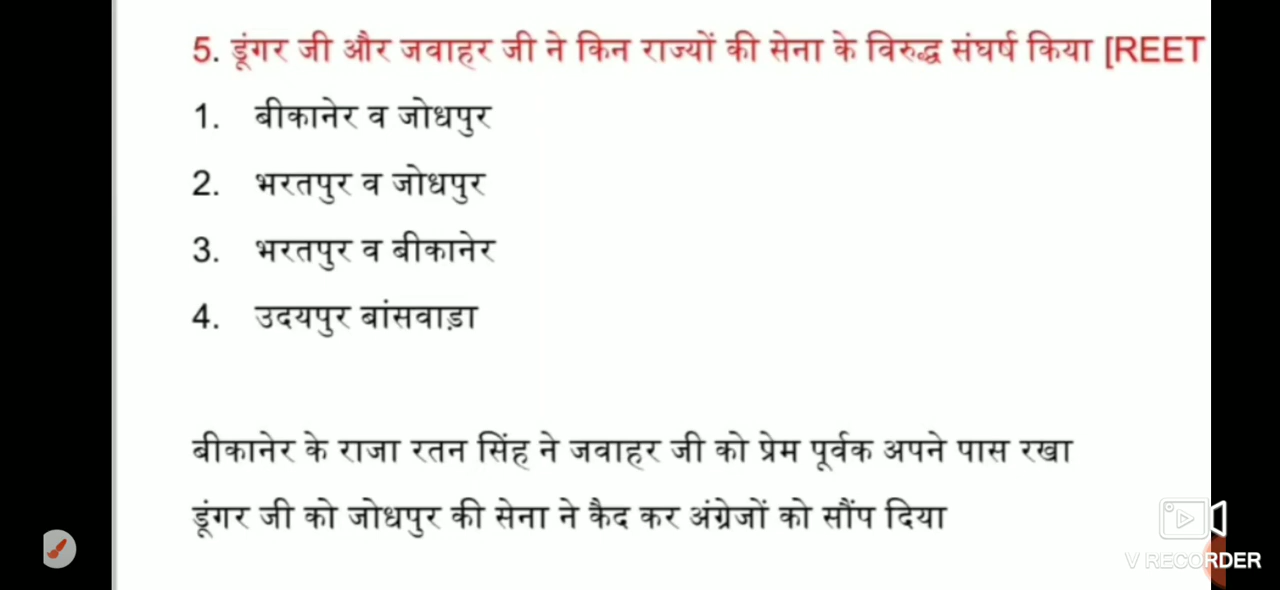 5. डूंगर जी और जवाहर जी ने किन राज्यों की सेना के विरुद्ध संघर्ष किया [REET
1. बीकानेर व जोधपुर
2. भरतपुर व जोधपुर
3. भरतपुर व बीकानेर
4. उदयपुर बांसवाड़ा
बीकानेर के राजा रतन सिंह ने जवाहर जी को प्रेम पूर्वक अपने पास रखा
डूंगर जी को जोधपुर की सेना ने कैद कर अंग्रेजों को सौंप दिया
V RECORDER